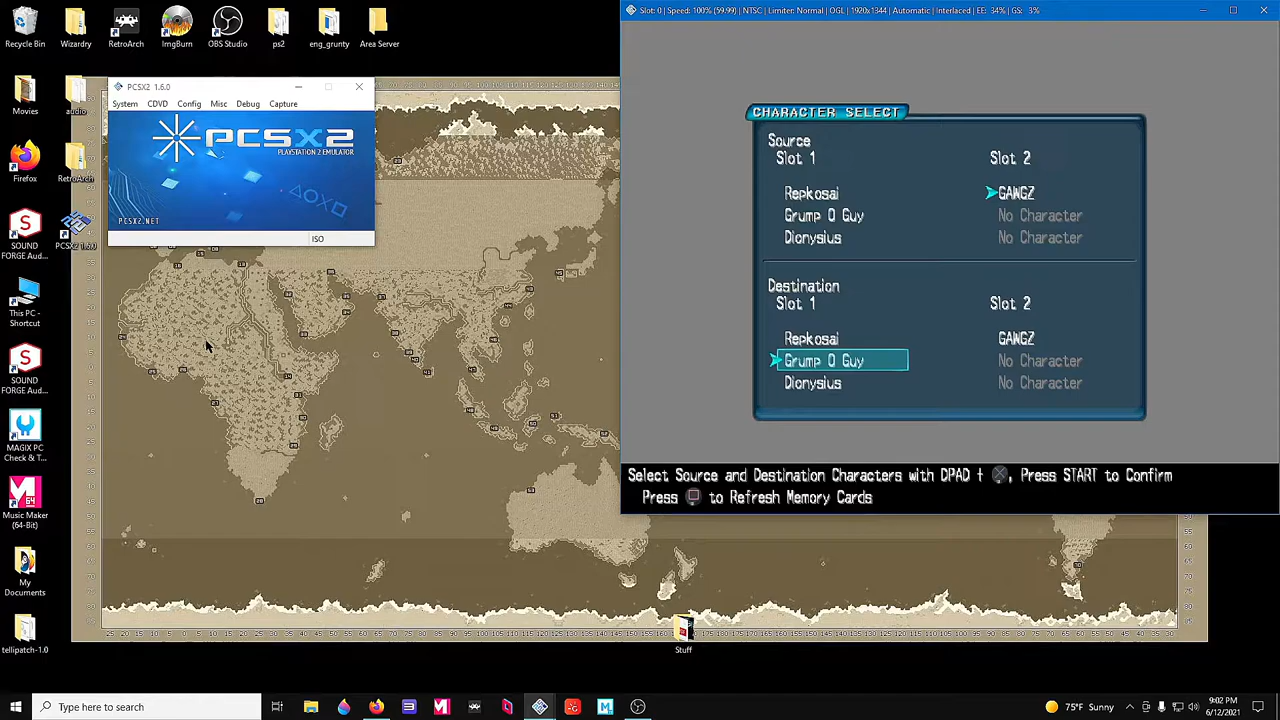 Slot: 0 | Speed: 100% (59.99) | NTSC | Limiter: Normal | OGL | 1920x1344 | Automatic | Interlaced | EE: 34% | GS: 3%
Recycle Bin
Wizardry
RetroArch
ImgBurn
OBS Studio
ps2
eng_grunty
Area Server
Movies
audio
Firefox
RetroArch
SOUND
FORGE Aud...
PCSX2 1.6.0
This PC -
Shortcut
SOUND
FORGE Aud...
MAGIX PC
Check & T...
Music Maker
(64-Bit)
My
Documents
tellipatch-1.0
Stuff
PCSX2 1.6.0
System CDVD Config Misc Debug Capture
PCSX2
PLAYSTATION 2 EMULATOR
PCSX2.NET
ISO
CHARACTER SELECT
Source
Slot 1 Slot 2
Repkosai GAWGZ
Grump O Guy No Character
Dionysius No Character
Destination
Slot 1 Slot 2
Repkosai GAWGZ
Grump O Guy No Character
Dionysius No Character
Select Source and Destination Characters with DPAD + , Press START to Confirm
Press to Refresh Memory Cards
Type here to search
75°F Sunny
9:02 PM
6/12/2021